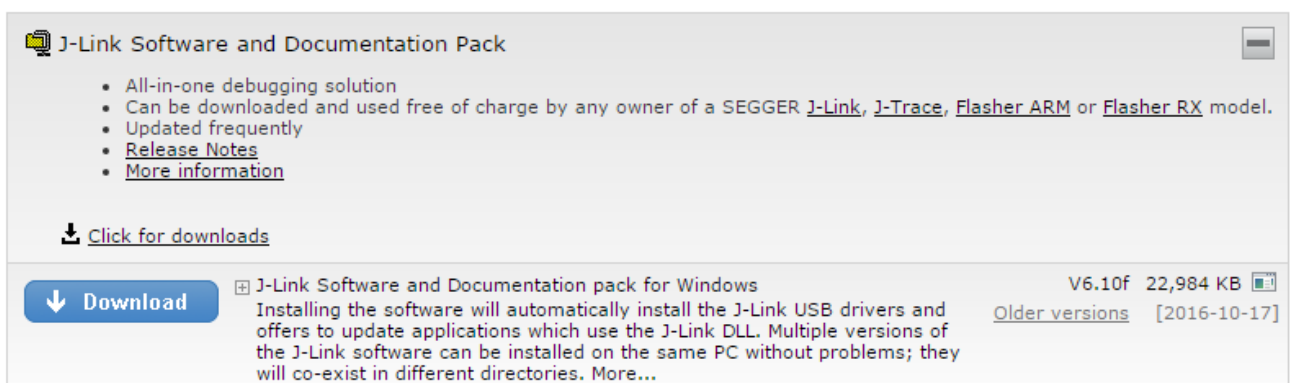 J-Link Software and Documentation Pack
• All-in-one debugging solution
• Can be downloaded and used free of charge by any owner of a SEGGER J-Link, J-Trace, Flasher ARM or Flasher RX model.
• Updated frequently
• Release Notes
• More information
Click for downloads
Download
J-Link Software and Documentation pack for Windows
Installing the software will automatically install the J-Link USB drivers and
offers to update applications which use the J-Link DLL. Multiple versions of
the J-Link software can be installed on the same PC without problems; they
will co-exist in different directories. More...
V6.10f 22,984 KB
Older versions [2016-10-17]